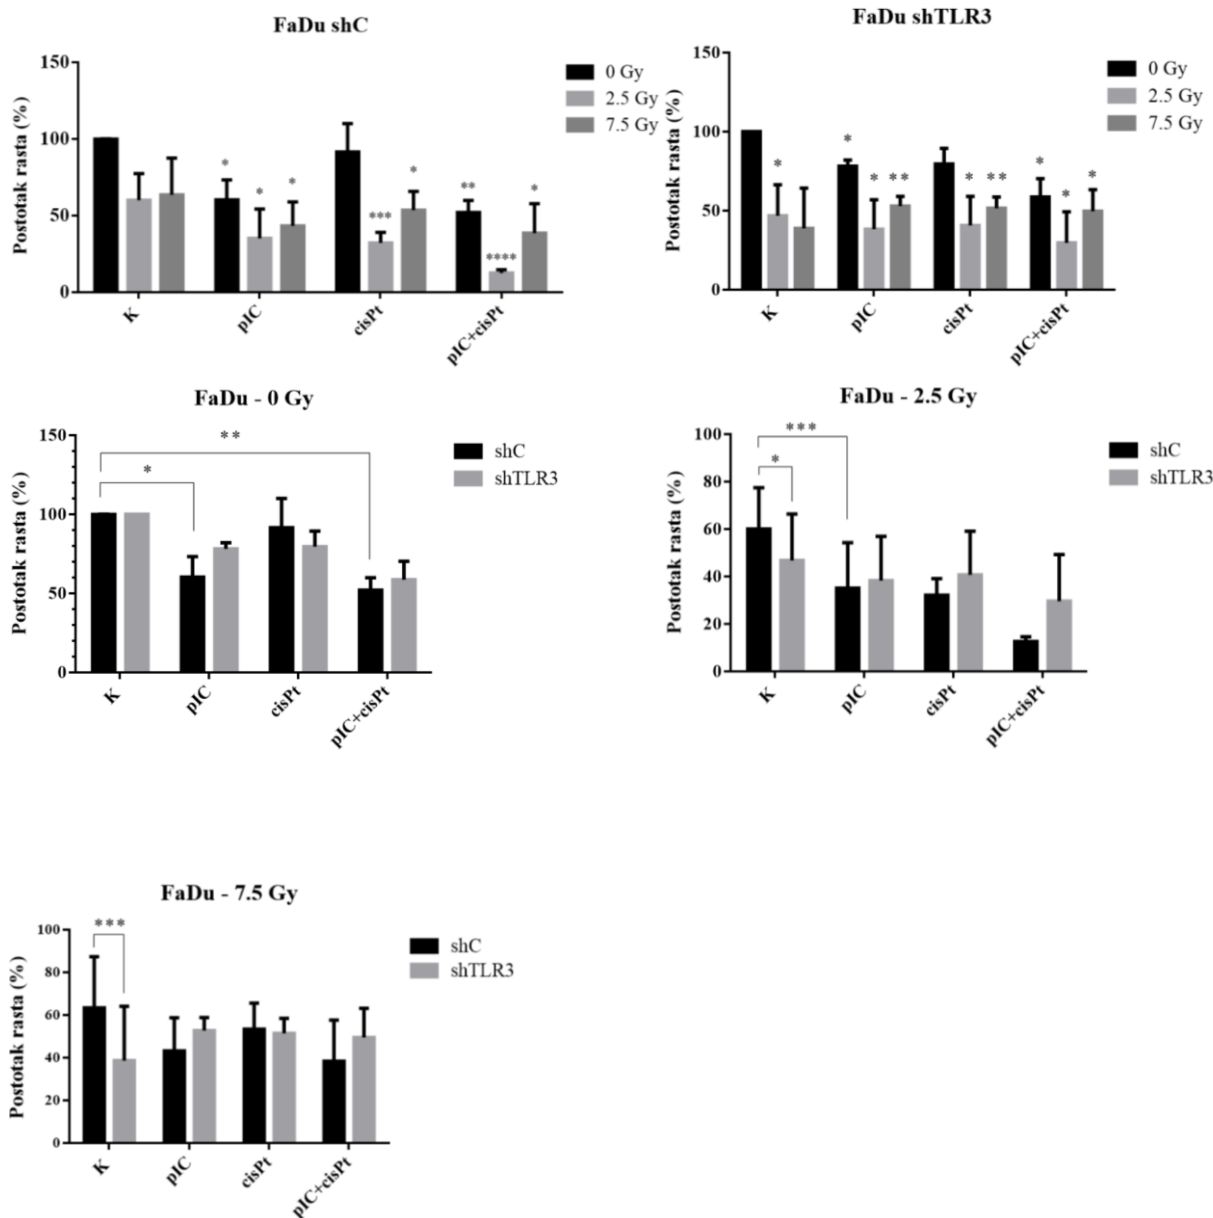 FaDu shC
Postotak rasta (%)
150
100
50
0
* * * *** * ** **** *
K pIC cisPt pIC+cisPt
0 Gy
2.5 Gy
7.5 Gy
FaDu shTLR3
Postotak rasta (%)
150
100
50
0
* * * ** * ** * * *
K pIC cisPt pIC+cisPt
0 Gy
2.5 Gy
7.5 Gy
FaDu - 0 Gy
Postotak rasta (%)
150
100
50
0
**
*
K pIC cisPt pIC+cisPt
shC
shTLR3
FaDu - 2.5 Gy
Postotak rasta (%)
100
80
60
40
20
0
***
*
K pIC cisPt pIC+cisPt
shC
shTLR3
FaDu - 7.5 Gy
Postotak rasta (%)
100
80
60
40
20
0
***
K pIC cisPt pIC+cisPt
shC
shTLR3